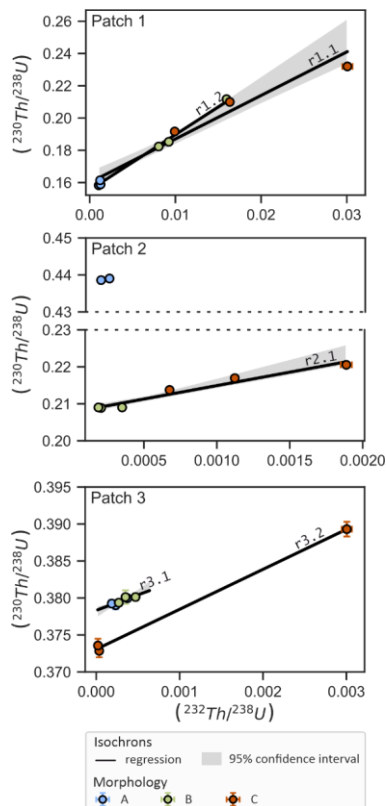 Patch 1
0.26
0.24
0.22
0.20
0.18
0.16
(²³⁰Th/²³⁸U)
r1.2
r1.1
0.00
0.01
0.02
0.03
Patch 2
0.45
0.44
0.43
0.23
0.22
0.21
0.20
(²³⁰Th/²³⁸U)
r2.1
0.0005
0.0010
0.0015
0.0020
Patch 3
0.395
0.390
0.385
0.380
0.375
0.370
(²³⁰Th/²³⁸U)
r3.1
r3.2
0.000
0.001
0.002
0.003
(²³²Th/²³⁸U)
Isochrons
regression
95% confidence interval
Morphology
A
B
C